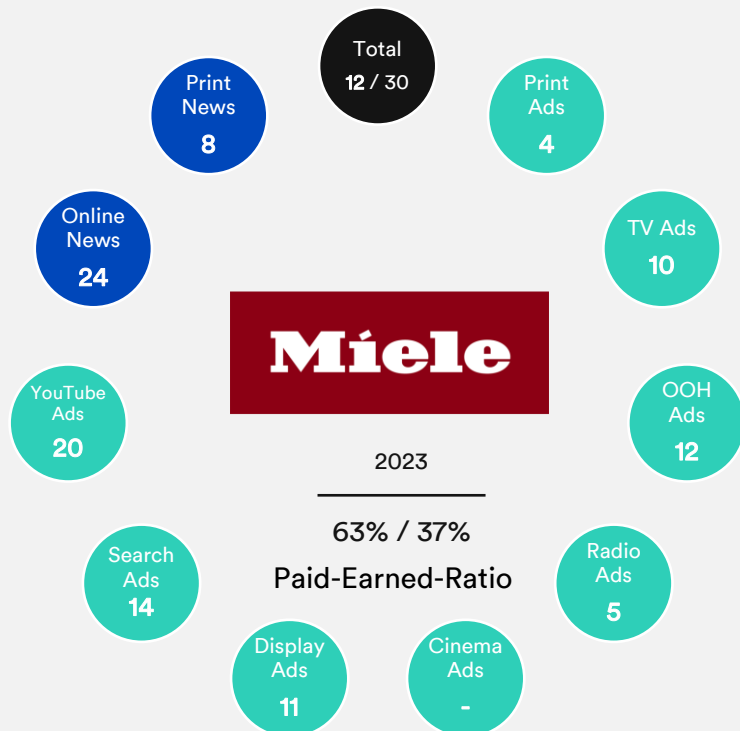 Total
12 / 30
Print
Ads
4
TV Ads
10
OOH
Ads
12
Radio
Ads
5
Cinema
Ads
-
Display
Ads
11
Search
Ads
14
YouTube
Ads
20
Online
News
24
Print
News
8
Miele
2023
63% / 37%
Paid-Earned-Ratio